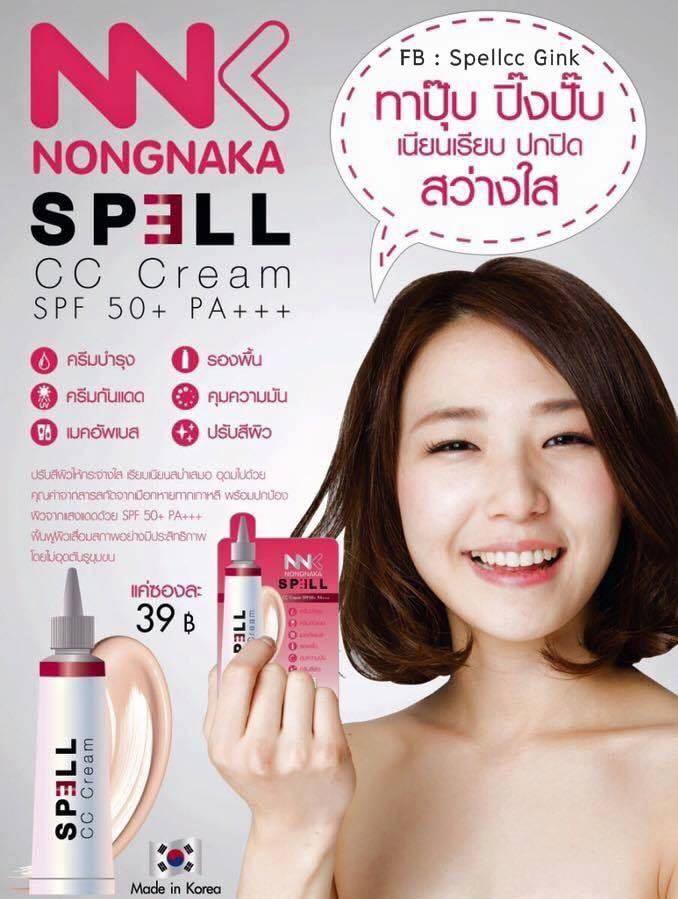 NNK
NONGNAKA
SPELL
CC Cream
SPF 50+ PA+++
FB : Spellcc Gink
ทาปุ๊บ ปิ๊งปั๊บ
เนียนเรียบ ปกปิด
สว่างใส
ครีมบำรุง
รองพื้น
ครีมกันแดด
คุมความมัน
เมคอัพเบส
ปรับสีผิว
ปรับสีผิวให้กระจ่างใส เรียบเนียนสม่ำเสมอ อุดมไปด้วย
คุณค่าจากสารสกัดจากเมือกหอยทากเกาหลี พร้อมปกป้อง
ผิวจากแสงแดดด้วย SPF 50+ PA+++
ฟื้นฟูผิวเสื่อมสภาพอย่างมีประสิทธิภาพ
โดยไม่อุดตันรูขุมขน
แค่ซองละ
39 ฿
NNK
NONGNAKA
SPELL
CC Cream SPF50+ PA+++
SPELL
CC Cream
SPELL
CC Cream
Made in Korea